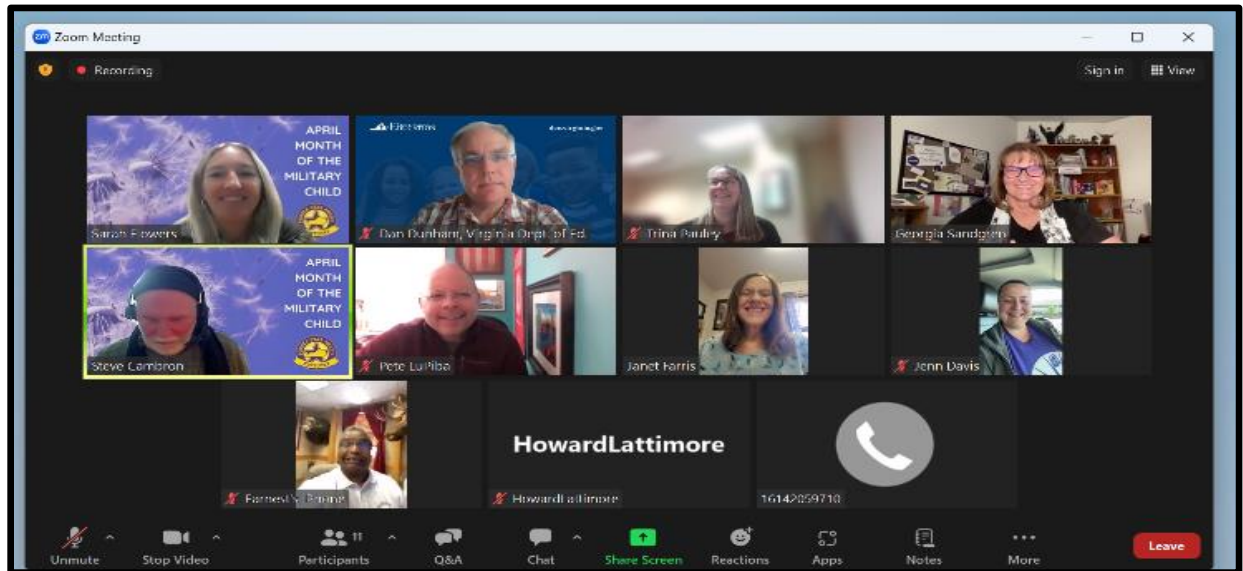 Zoom Meeting
Recording
Sign in
View
APRIL
MONTH
OF THE
MILITARY
CHILD
Sarah Flowers
Dan Dunham, Virginia Dept. of Ed.
Trina Pauley
Georgia Sandgren
APRIL
MONTH
OF THE
MILITARY
CHILD
Steve Cambron
Pete LuPiba
Janet Farris
Jenn Davis
HowardLattimore
HowardLattimore
16142059710
Unmute
Stop Video
11
Participants
Q&A
Chat
Share Screen
Reactions
Apps
Notes
More
Leave